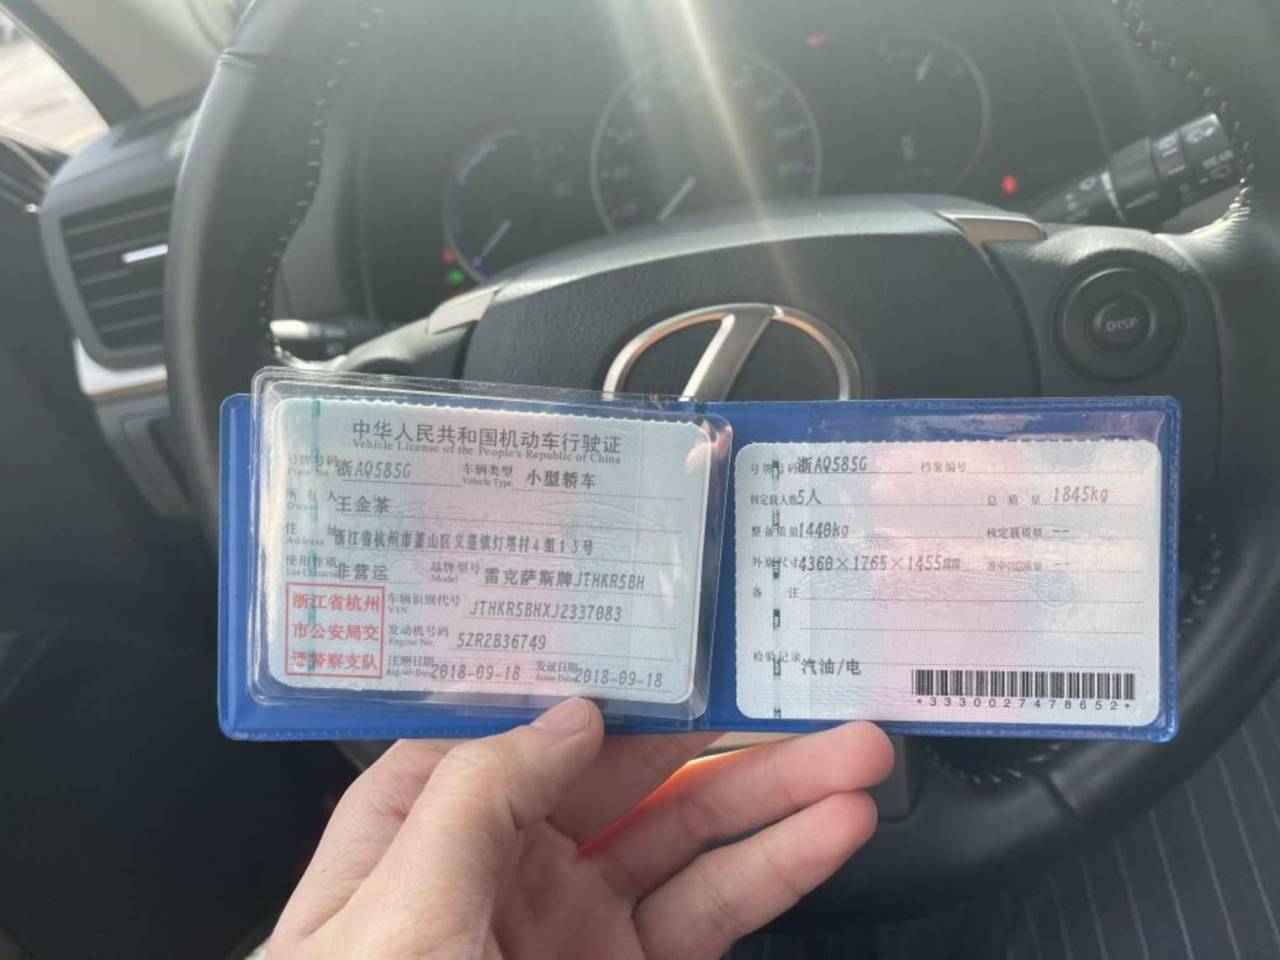 DISP
REAR
中华人民共和国机动车行驶证
Vehicle License of the People's Republic of China
号牌号码 浙AQ585G 车辆类型 小型轿车
Plate No. Vehicle Type
所有人 王金茶
Owner
住址 浙江省杭州市萧山区义蓬镇灯塔村4组15号
Address
使用性质 非营运 品牌型号 雷克萨斯牌JTHKR5BH
Use Character Model
浙江省杭州
市公安局交
通警察支队
车辆识别代号 JTHKR5BHXJ2337083
VIN
发动机号码 5ZR2B36749
Engine No.
注册日期 2018-09-18 发证日期 2018-09-18
Register Date Issue Date
号牌号码 浙AQ585G 档案编号
核定载人数 5人 总质量 1845kg
整备质量 1440kg 核定载质量 --
外廓尺寸 4360×1765×1455mm 准牵引总质量 --
备注
检验记录 汽油/电
*3330027478652*